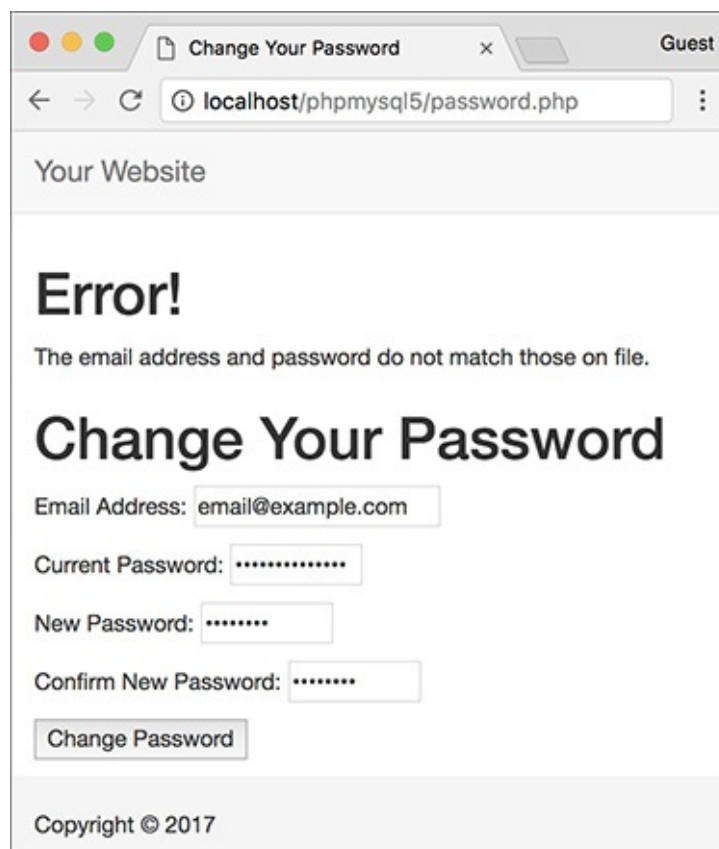 Change Your Password
Guest
localhost/phpmysql5/password.php
Your Website
Error!
The email address and password do not match those on file.
Change Your Password
Email Address: email@example.com
Current Password: ••••••••••••••
New Password: ••••••••
Confirm New Password: ••••••••
Change Password
Copyright © 2017